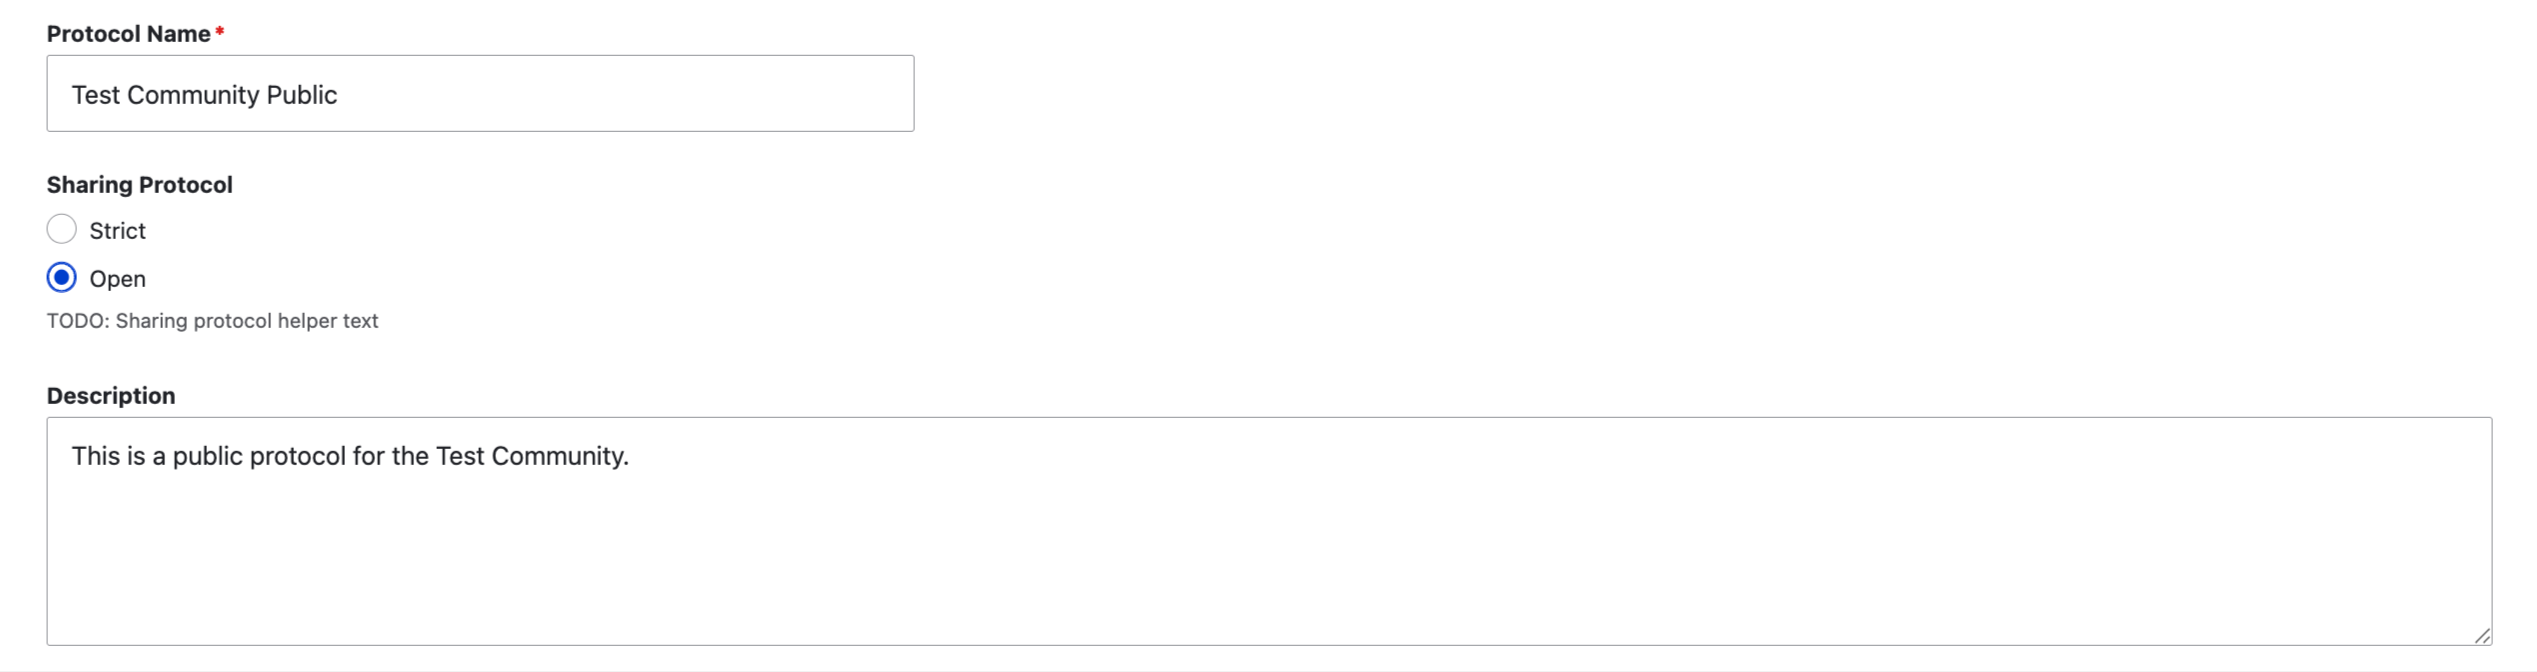 Protocol Name*
Test Community Public
Sharing Protocol
Strict
Open
TODO: Sharing protocol helper text
Description
This is a public protocol for the Test Community.